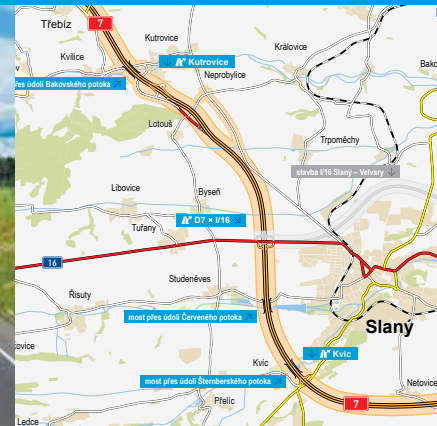 Třebíz
7
Kutrovice
Královice
Kvílice
↓ Kutrovice
Neprobylice
přes údolí Bakovského potoka ↗
Lotouš
Trpoměchy
stavba I/16 Slaný – Velvary ↓
Libovice
Byseň
D7 × I/16 ↘
Tuřany
16
Studeněves
Řisuty
most přes údolí Červeného potoka ↗
Slaný
Kvíc
↓ Kvíc
most přes údolí Šternberského potoka ↗
Netovice
Přelíc
7
Ledce